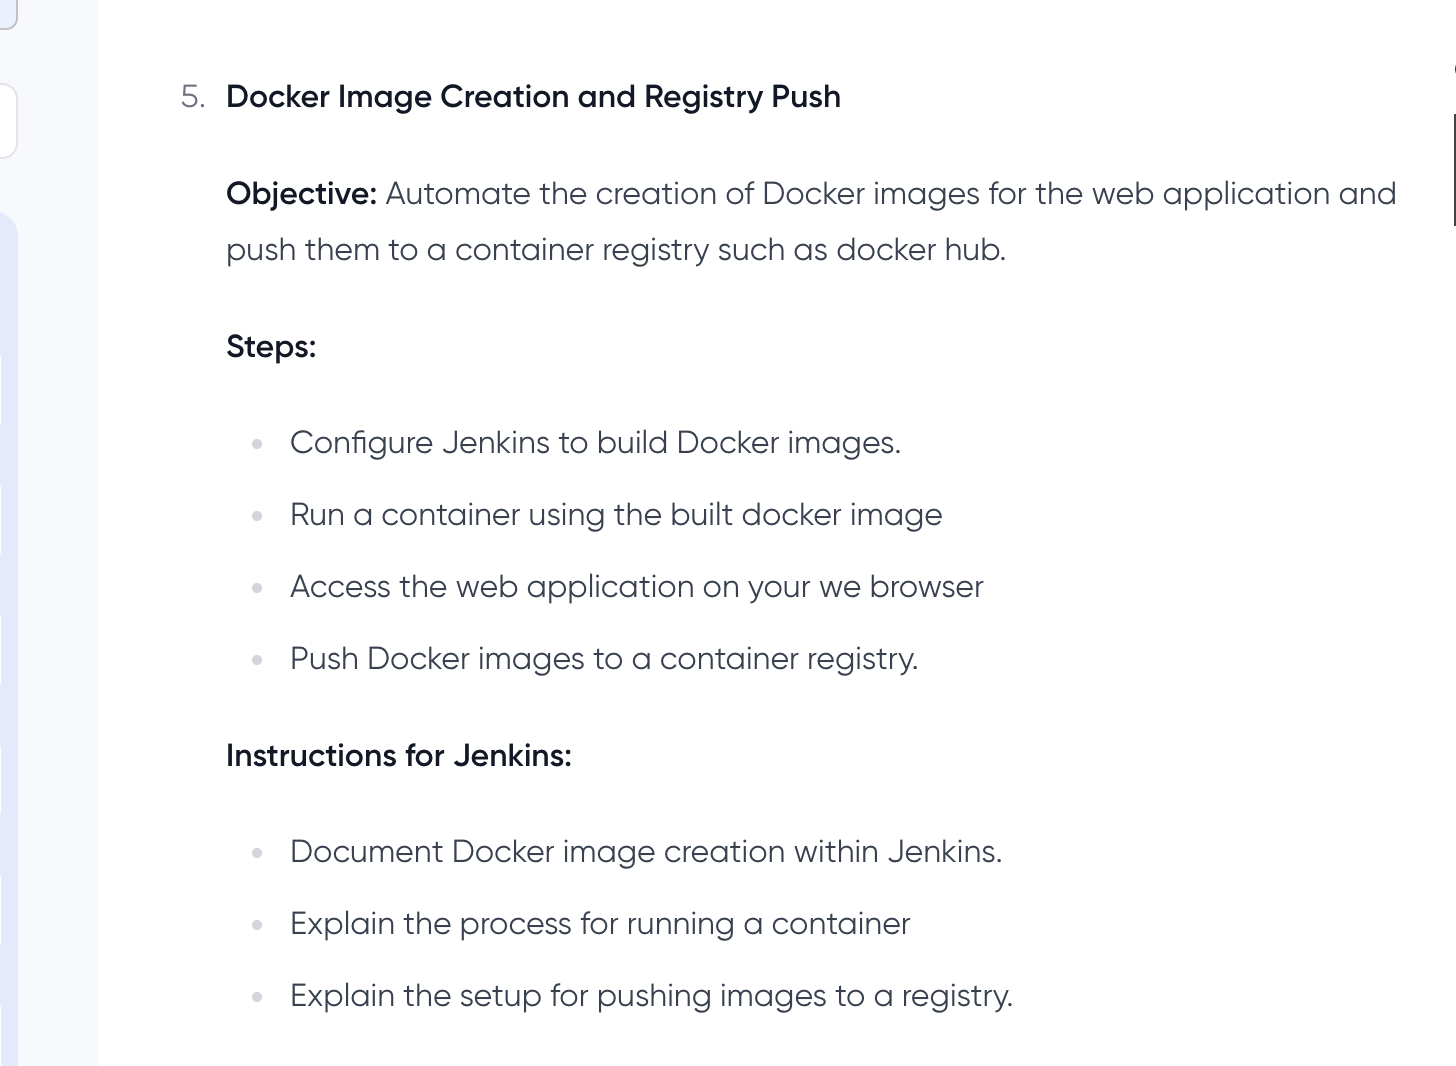 5. Docker Image Creation and Registry Push
Objective: Automate the creation of Docker images for the web application and
push them to a container registry such as docker hub.
Steps:
Configure Jenkins to build Docker images.
Run a container using the built docker image
Access the web application on your we browser
Push Docker images to a container registry.
Instructions for Jenkins:
Document Docker image creation within Jenkins.
Explain the process for running a container
Explain the setup for pushing images to a registry.